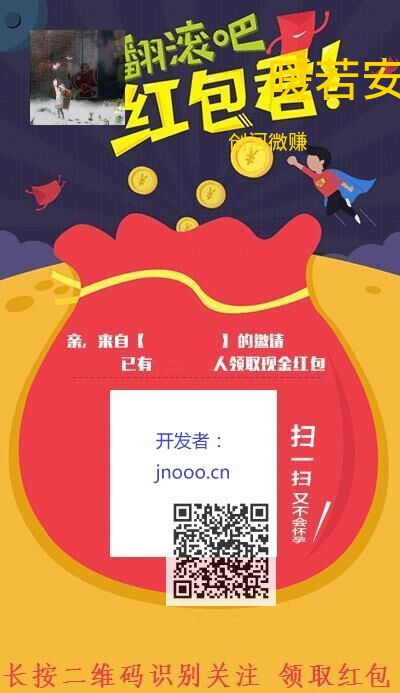 翻滚吧
红包君!
暖若安
创河微赚
亲，来自【 】的邀请
已有 人领取现金红包
开发者：
jnooo.cn
扫一扫
又不会怀孕
长按二维码识别关注 领取红包